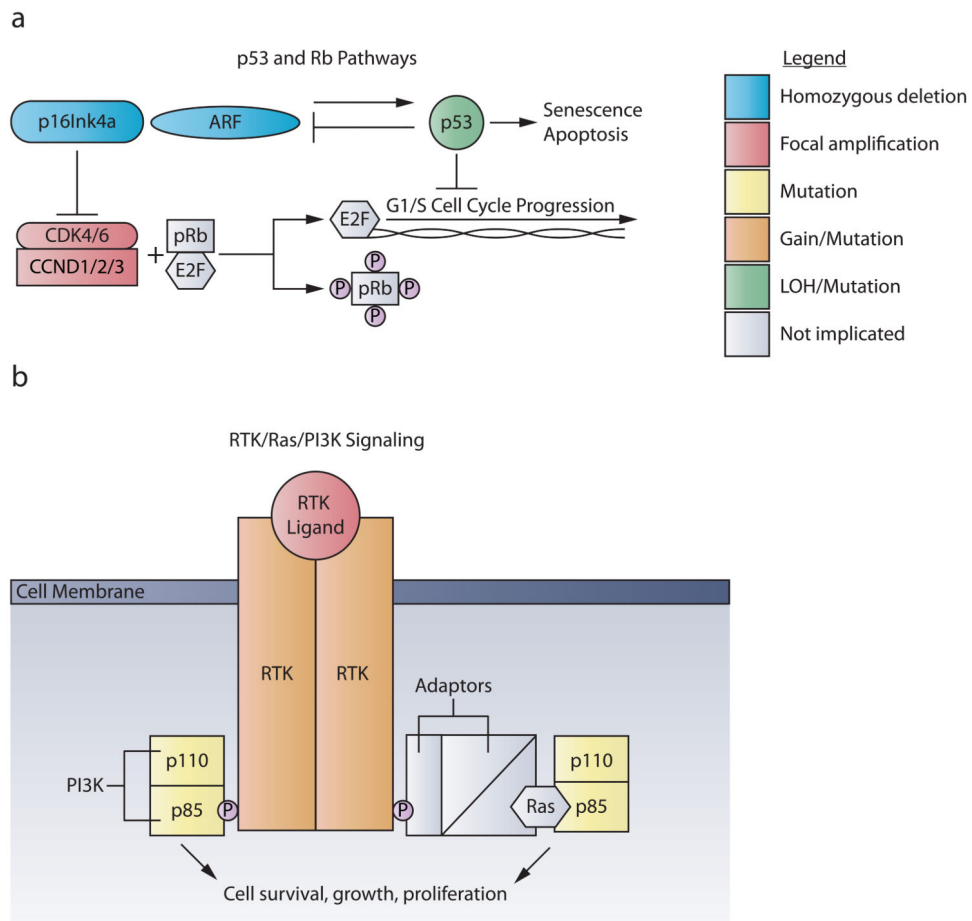 a
p53 and Rb Pathways
p16Ink4a
ARF
p53
Senescence
Apoptosis
CDK4/6
CCND1/2/3
+
pRb
E2F
E2F
G1/S Cell Cycle Progression
P
P
pRb
P
P
Legend
Homozygous deletion
Focal amplification
Mutation
Gain/Mutation
LOH/Mutation
Not implicated
b
RTK/Ras/PI3K Signaling
RTK
Ligand
Cell Membrane
RTK
RTK
Adaptors
PI3K
p110
p85
P
P
Ras
p110
p85
Cell survival, growth, proliferation